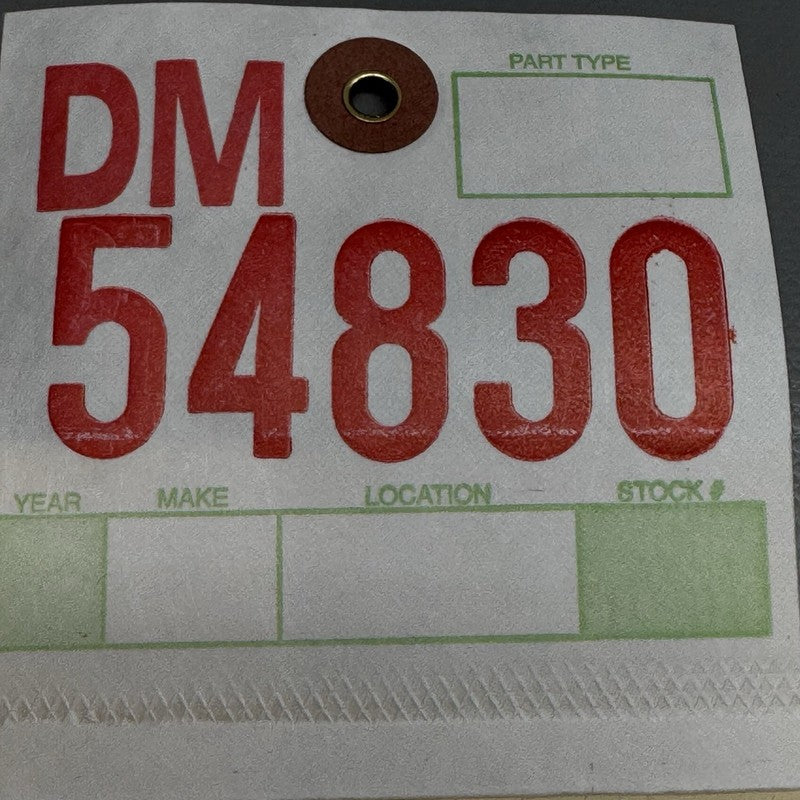 DM
PART TYPE
54830
YEAR MAKE LOCATION STOCK #